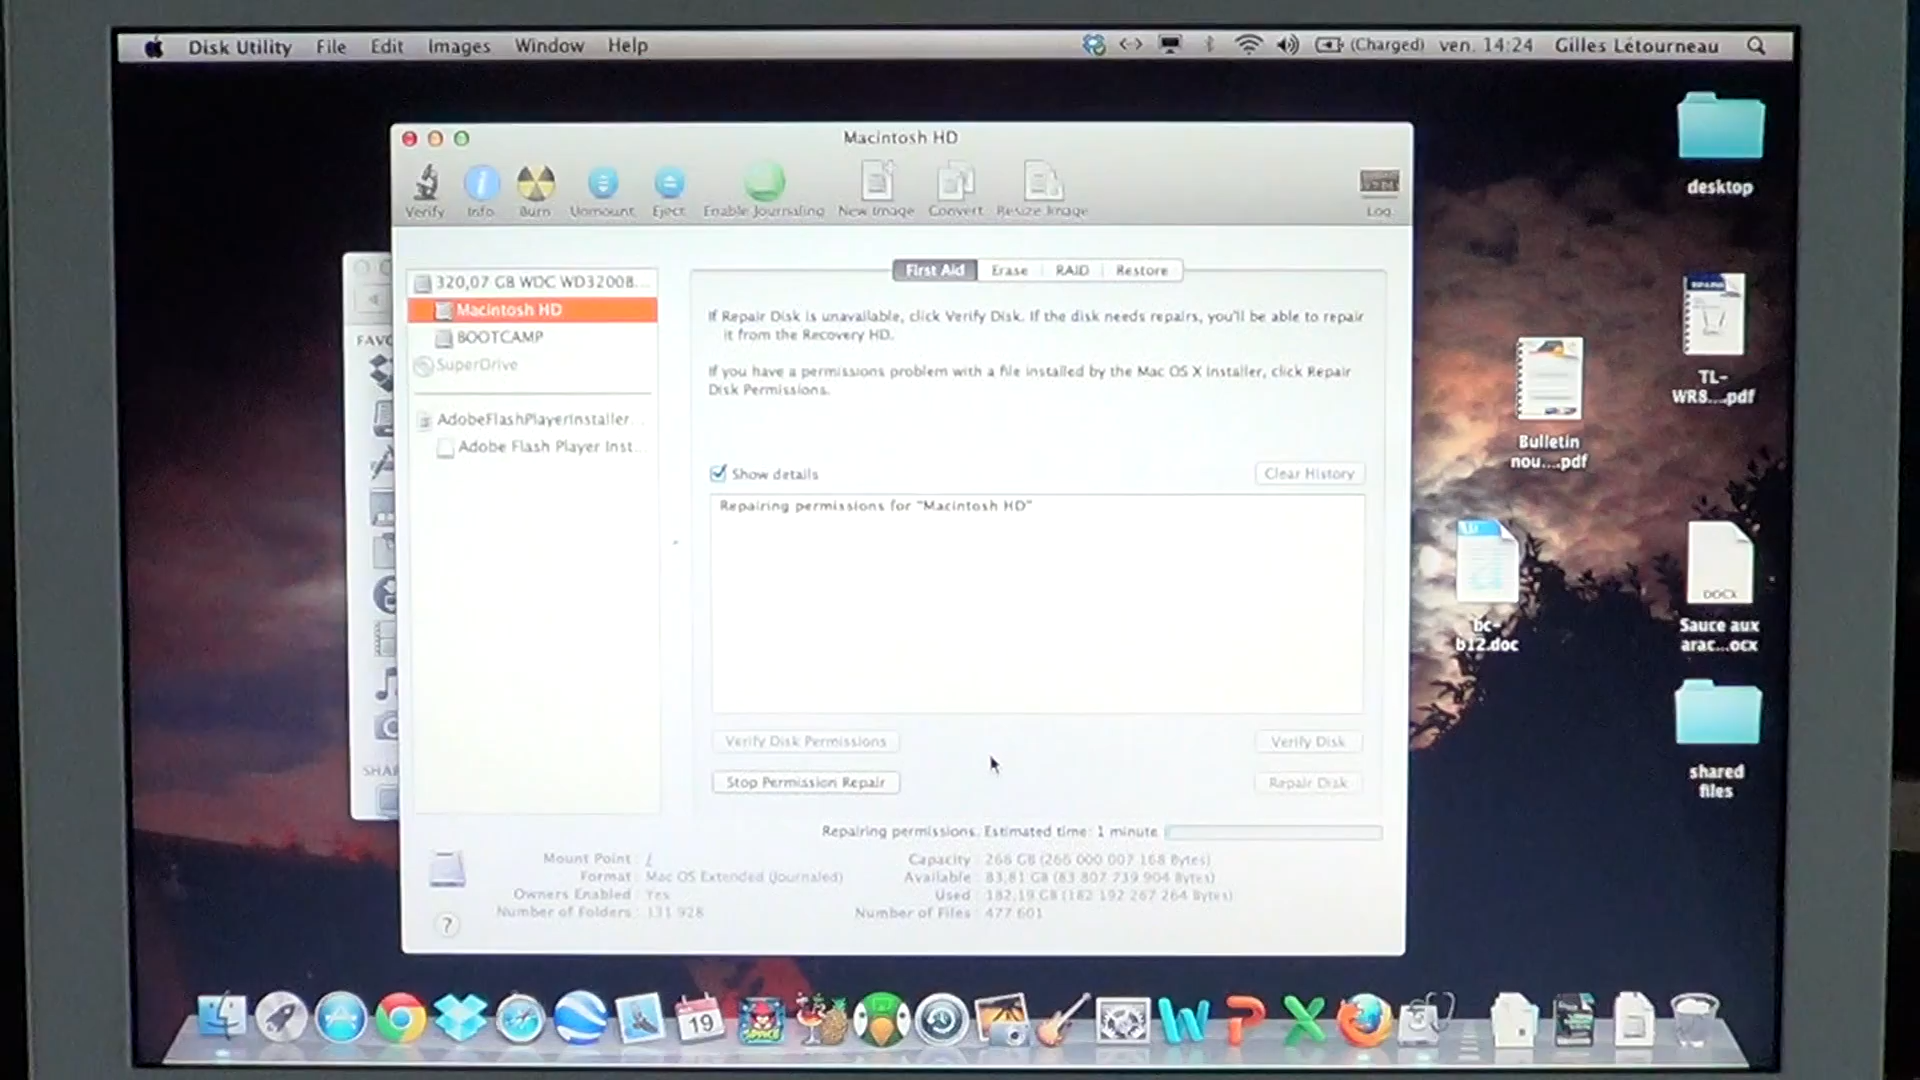 Disk Utility File Edit Images Window Help
(Charged) ven. 14:24 Gilles Létourneau
Macintosh HD
Verify Info Burn Unmount Eject Enable Journaling New Image Convert Resize Image Log
320,07 GB WDC WD32008...
Macintosh HD
BOOTCAMP
SuperDrive
AdobeFlashPlayerInstaller...
Adobe Flash Player Inst...
First Aid Erase RAID Restore
If Repair Disk is unavailable, click Verify Disk. If the disk needs repairs, you'll be able to repair
it from the Recovery HD.
If you have a permissions problem with a file installed by the Mac OS X installer, click Repair
Disk Permissions.
Show details
Clear History
Repairing permissions for "Macintosh HD"
Verify Disk Permissions
Verify Disk
Stop Permission Repair
Repair Disk
Repairing permissions. Estimated time: 1 minute
Mount Point : /
Format : Mac OS Extended (Journaled)
Owners Enabled : Yes
Number of Folders : 131 928
Capacity : 266 GB (266 000 007 168 Bytes)
Available : 83,81 GB (83 807 739 904 Bytes)
Used : 182,19 GB (182 192 267 264 Bytes)
Number of Files : 477 601
?
FAVO
SHAR
desktop
TL-
WR8....pdf
Bulletin
nou....pdf
bc-
b12.doc
DOCX
Sauce aux
arac...ocx
shared
files
19